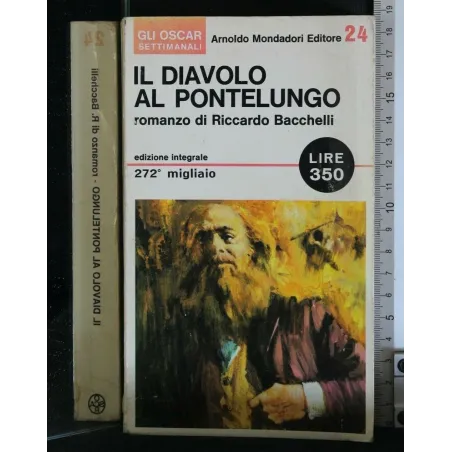 24
IL DIAVOLO AL PONTELUNGO - romanzo di R. Bacchelli
GLI OSCAR
SETTIMANALI
Arnoldo Mondadori Editore 24
IL DIAVOLO
AL PONTELUNGO
romanzo di Riccardo Bacchelli
edizione integrale
272° migliaio
LIRE
350